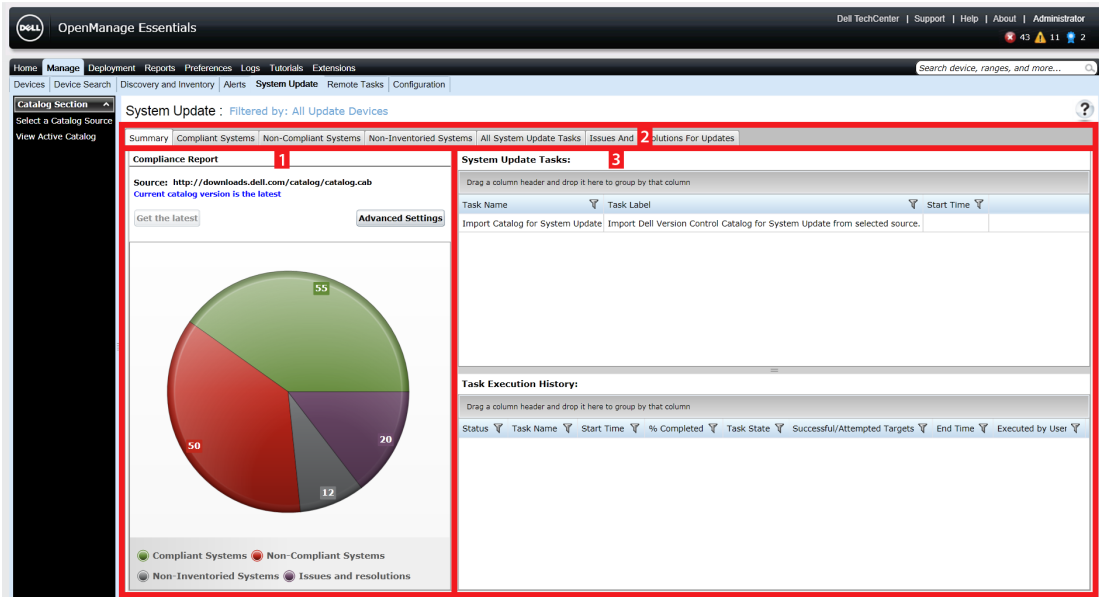 DELL OpenManage Essentials
Dell TechCenter | Support | Help | About | Administrator
43 11 2
Home Manage Deployment Reports Preferences Logs Tutorials Extensions
Search device, ranges, and more...
Devices Device Search Discovery and Inventory Alerts System Update Remote Tasks Configuration
Catalog Section
Select a Catalog Source
View Active Catalog
System Update : Filtered by: All Update Devices
?
Summary Compliant Systems Non-Compliant Systems Non-Inventoried Systems All System Update Tasks Issues And 2 olutions For Updates
Compliance Report 1
Source: http://downloads.dell.com/catalog/catalog.cab
Current catalog version is the latest
Get the latest Advanced Settings
55
50
20
12
Compliant Systems Non-Compliant Systems
Non-Inventoried Systems Issues and resolutions
System Update Tasks: 3
Drag a column header and drop it here to group by that column
Task Name Task Label Start Time
Import Catalog for System Update Import Dell Version Control Catalog for System Update from selected source.
Task Execution History:
Drag a column header and drop it here to group by that column
Status Task Name Start Time % Completed Task State Successful/Attempted Targets End Time Executed by User